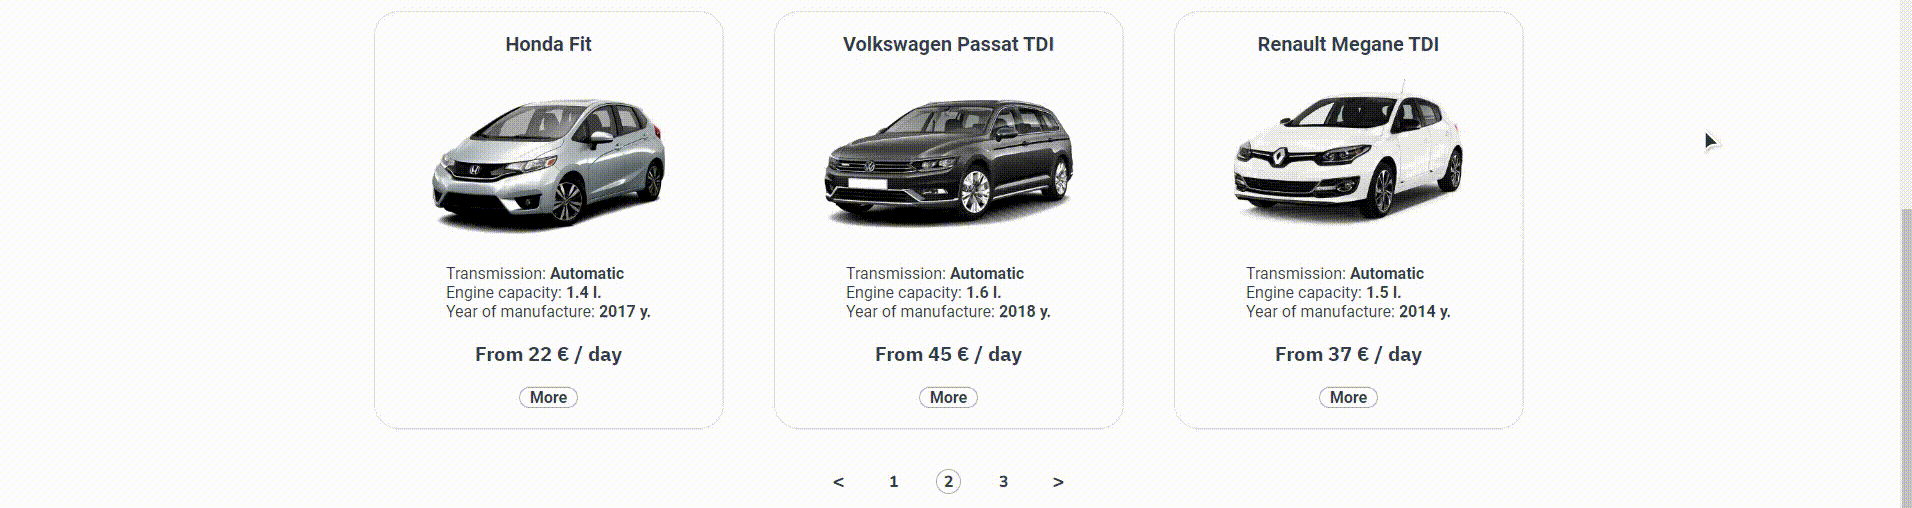 Honda Fit
Transmission: Automatic
Engine capacity: 1.4 l.
Year of manufacture: 2017 y.
From 22 € / day
More
Volkswagen Passat TDI
Transmission: Automatic
Engine capacity: 1.6 l.
Year of manufacture: 2018 y.
From 45 € / day
More
Renault Megane TDI
Transmission: Automatic
Engine capacity: 1.5 l.
Year of manufacture: 2014 y.
From 37 € / day
More
< 1 2 3 >